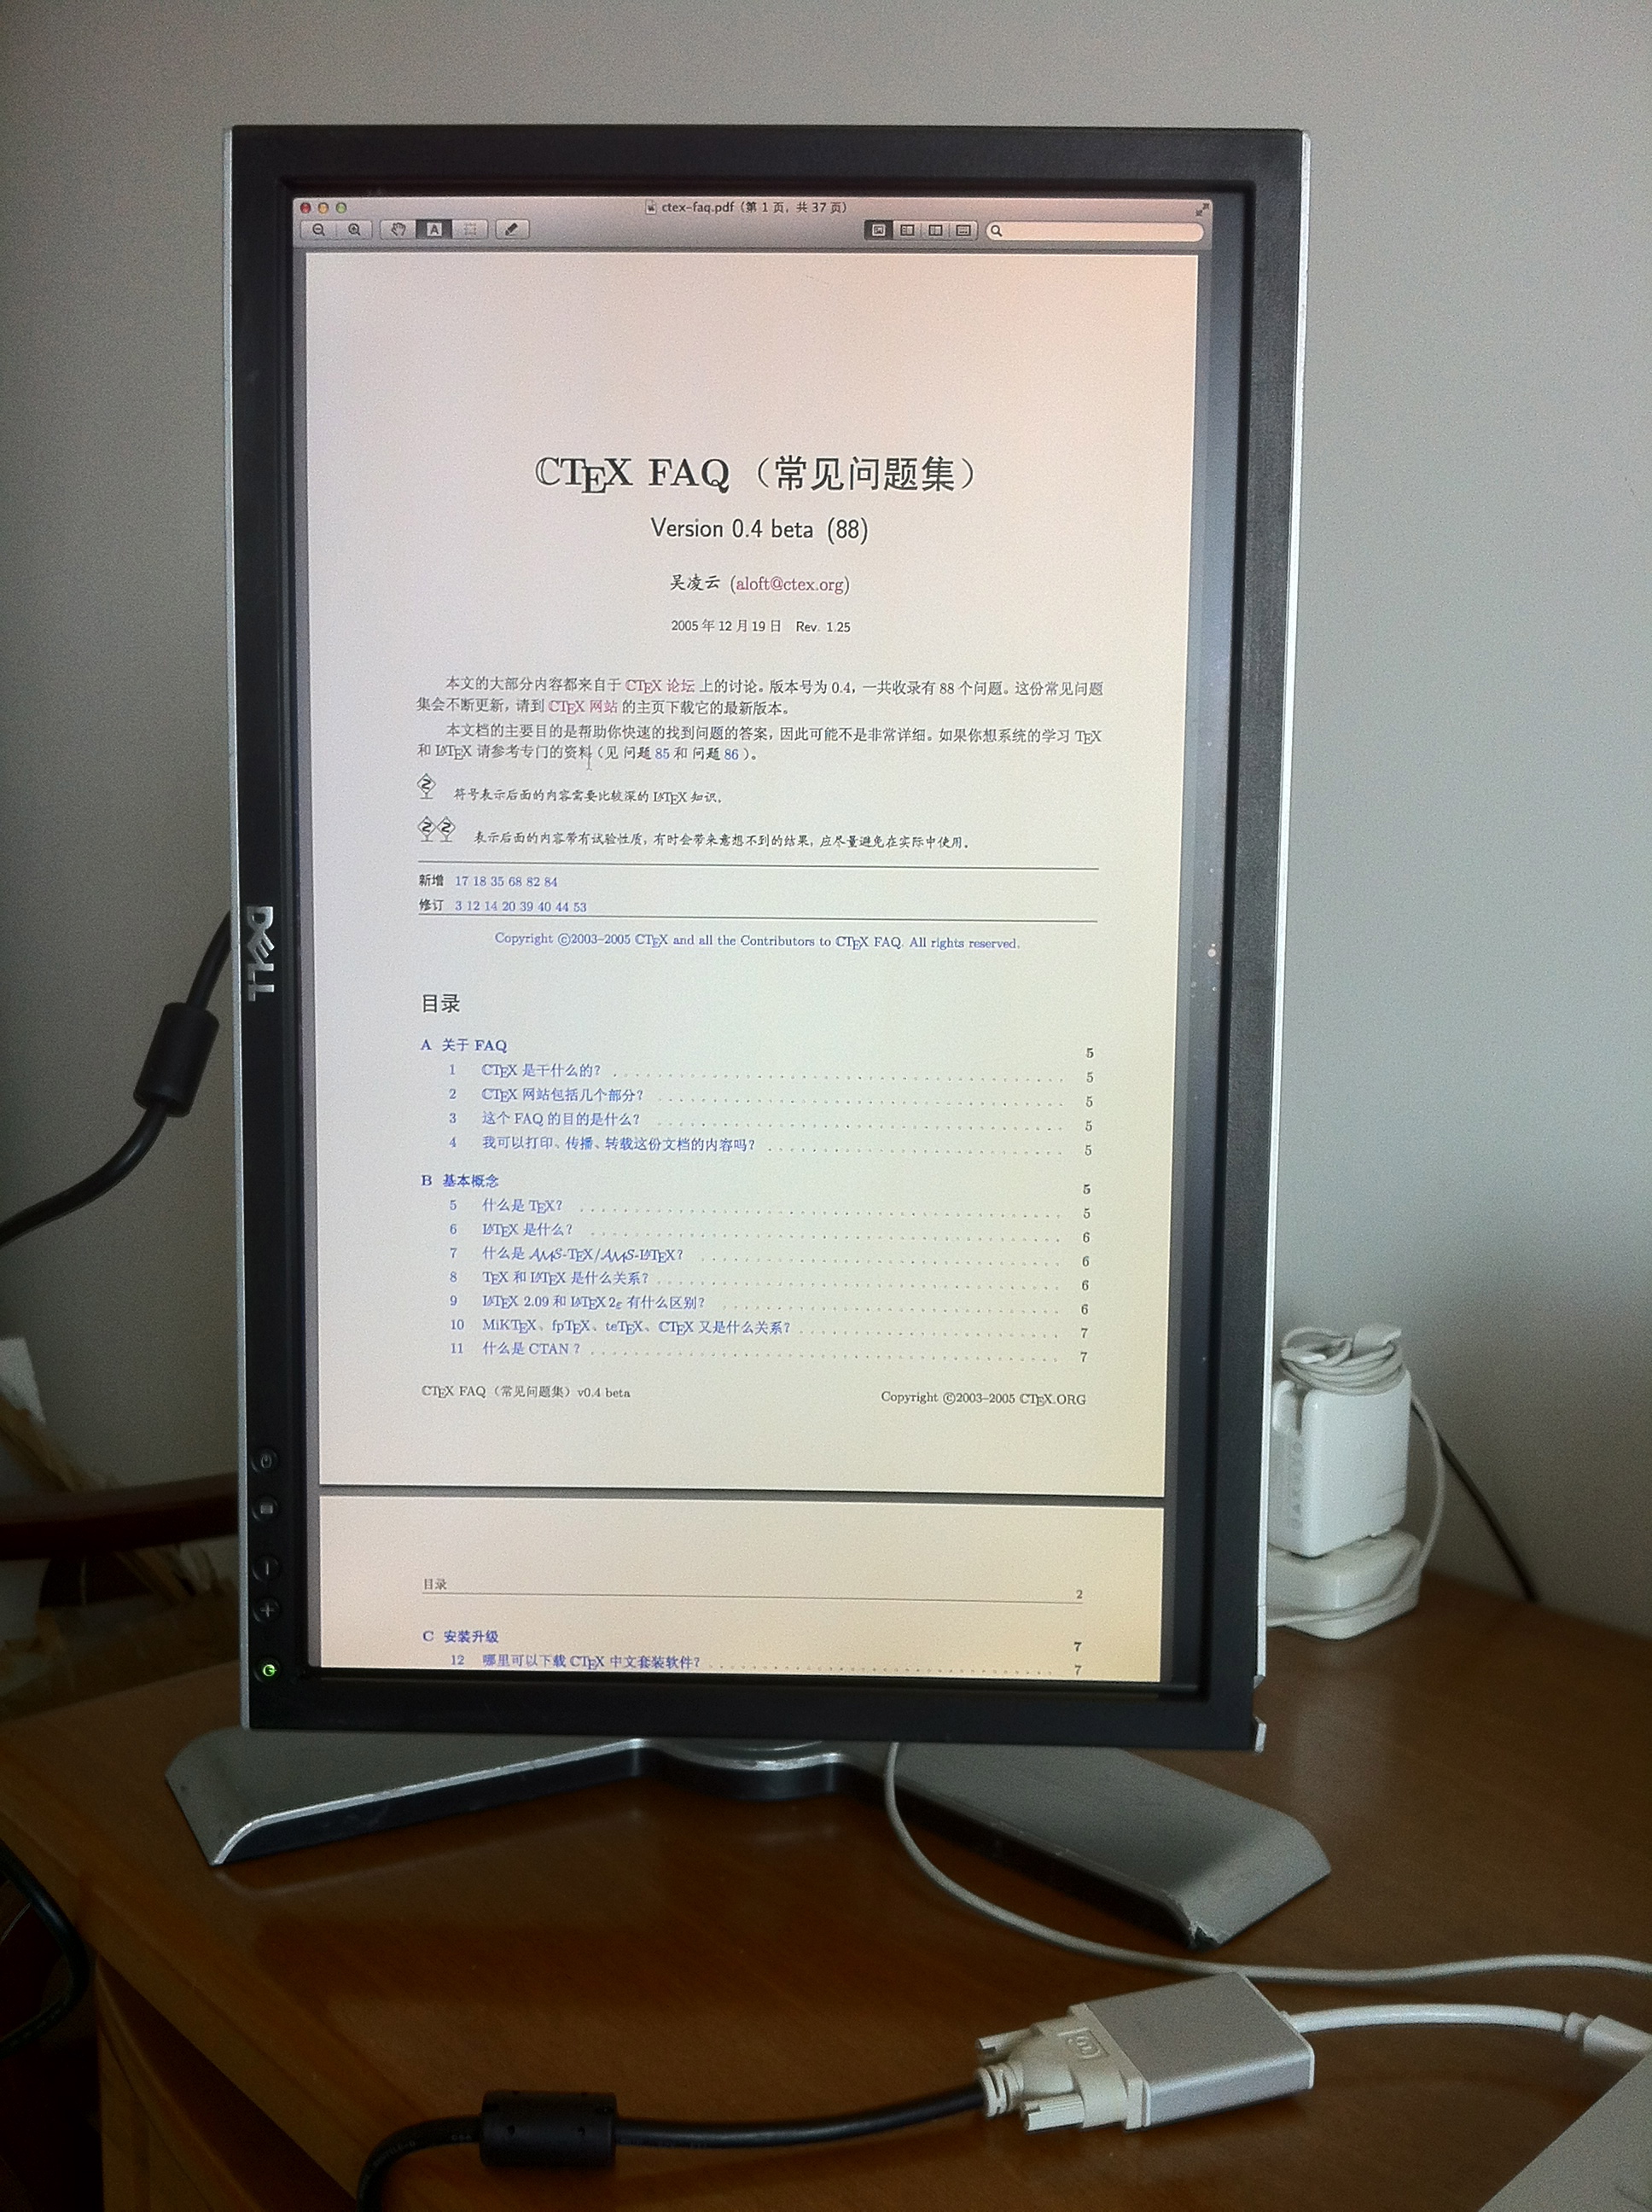 ctex-faq.pdf（第 1 页，共 37 页）
CTEX FAQ（常见问题集）
Version 0.4 beta (88)
吴凌云 (aloft@ctex.org)
2005 年 12 月 19 日 Rev. 1.25
本文的大部分内容都来自于 CTEX 论坛 上的讨论。版本号为 0.4，一共收录有 88 个问题。这份常见问题
集会不断更新，请到 CTEX 网站 的主页下载它的最新版本。
本文档的主要目的是帮助你快速的找到问题的答案，因此可能不是非常详细。如果你想系统的学习 TEX
和 LATEX 请参考专门的资料（见 问题 85 和 问题 86 ）。
符号表示后面的内容需要比较深的 LATEX 知识。
表示后面的内容带有试验性质，有时会带来意想不到的结果，应尽量避免在实际中使用。
新增 17 18 35 68 82 84
修订 3 12 14 20 39 40 44 53
Copyright ©2003–2005 CTEX and all the Contributors to CTEX FAQ. All rights reserved.
目录
A 关于 FAQ 5
1 CTEX 是干什么的？ 5
2 CTEX 网站包括几个部分？ 5
3 这个 FAQ 的目的是什么？ 5
4 我可以打印、传播、转载这份文档的内容吗？ 5
B 基本概念 5
5 什么是 TEX？ 5
6 LATEX 是什么？ 6
7 什么是 AMS-TEX/AMS-LATEX？ 6
8 TEX 和 LATEX 是什么关系？ 6
9 LATEX 2.09 和 LATEX 2ε 有什么区别？ 6
10 MiKTEX、fpTEX、teTEX、CTEX 又是什么关系？ 7
11 什么是 CTAN ？ 7
CTEX FAQ（常见问题集）v0.4 beta Copyright ©2003–2005 CTEX.ORG
目录 2
C 安装升级 7
12 哪里可以下载 CTEX 中文套装软件？ 7
DELL